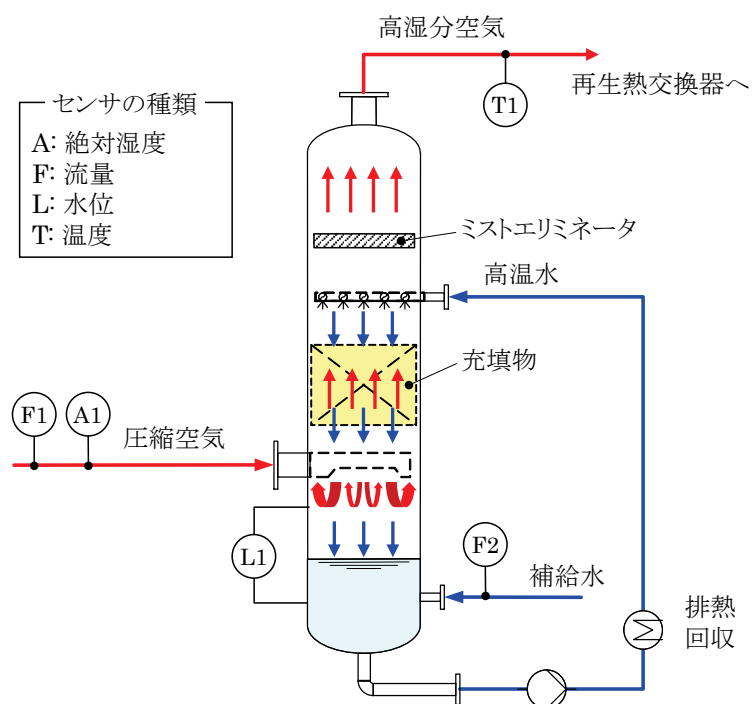 高湿分空気
再生熱交換器へ
T1
センサの種類
A: 絶対湿度
F: 流量
L: 水位
T: 温度
ミストエリミネータ
高温水
充填物
F1
A1
圧縮空気
L1
F2
補給水
排熱
回収